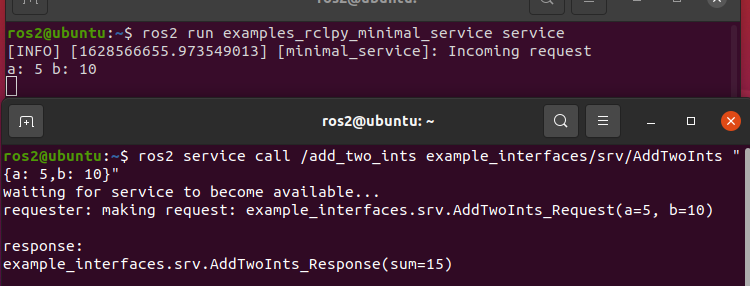 ros2@ubuntu:~$ ros2 run examples_rclpy_minimal_service service
[INFO] [1628566655.973549013] [minimal_service]: Incoming request
a: 5 b: 10
ros2@ubuntu: ~
ros2@ubuntu:~$ ros2 service call /add_two_ints example_interfaces/srv/AddTwoInts "
{a: 5,b: 10}"
waiting for service to become available...
requester: making request: example_interfaces.srv.AddTwoInts_Request(a=5, b=10)
response:
example_interfaces.srv.AddTwoInts_Response(sum=15)